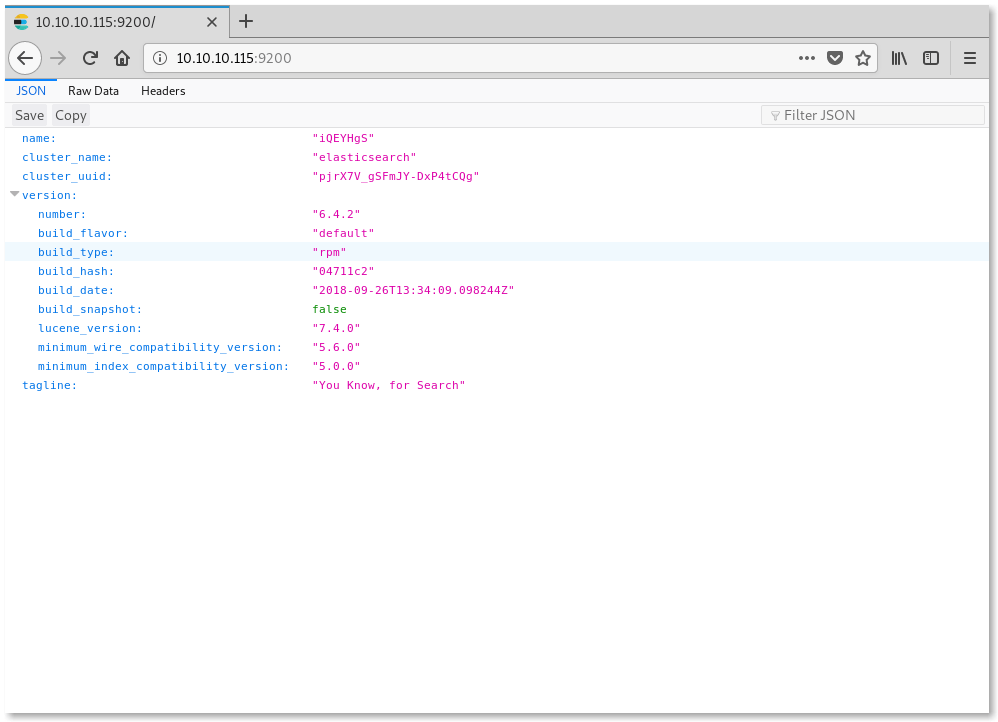 10.10.10.115:9200/
10.10.10.115:9200
JSON Raw Data Headers
Save Copy Filter JSON
name: "iQEYHgS"
cluster_name: "elasticsearch"
cluster_uuid: "pjrX7V_gSFmJY-DxP4tCQg"
version:
number: "6.4.2"
build_flavor: "default"
build_type: "rpm"
build_hash: "04711c2"
build_date: "2018-09-26T13:34:09.098244Z"
build_snapshot: false
lucene_version: "7.4.0"
minimum_wire_compatibility_version: "5.6.0"
minimum_index_compatibility_version: "5.0.0"
tagline: "You Know, for Search"